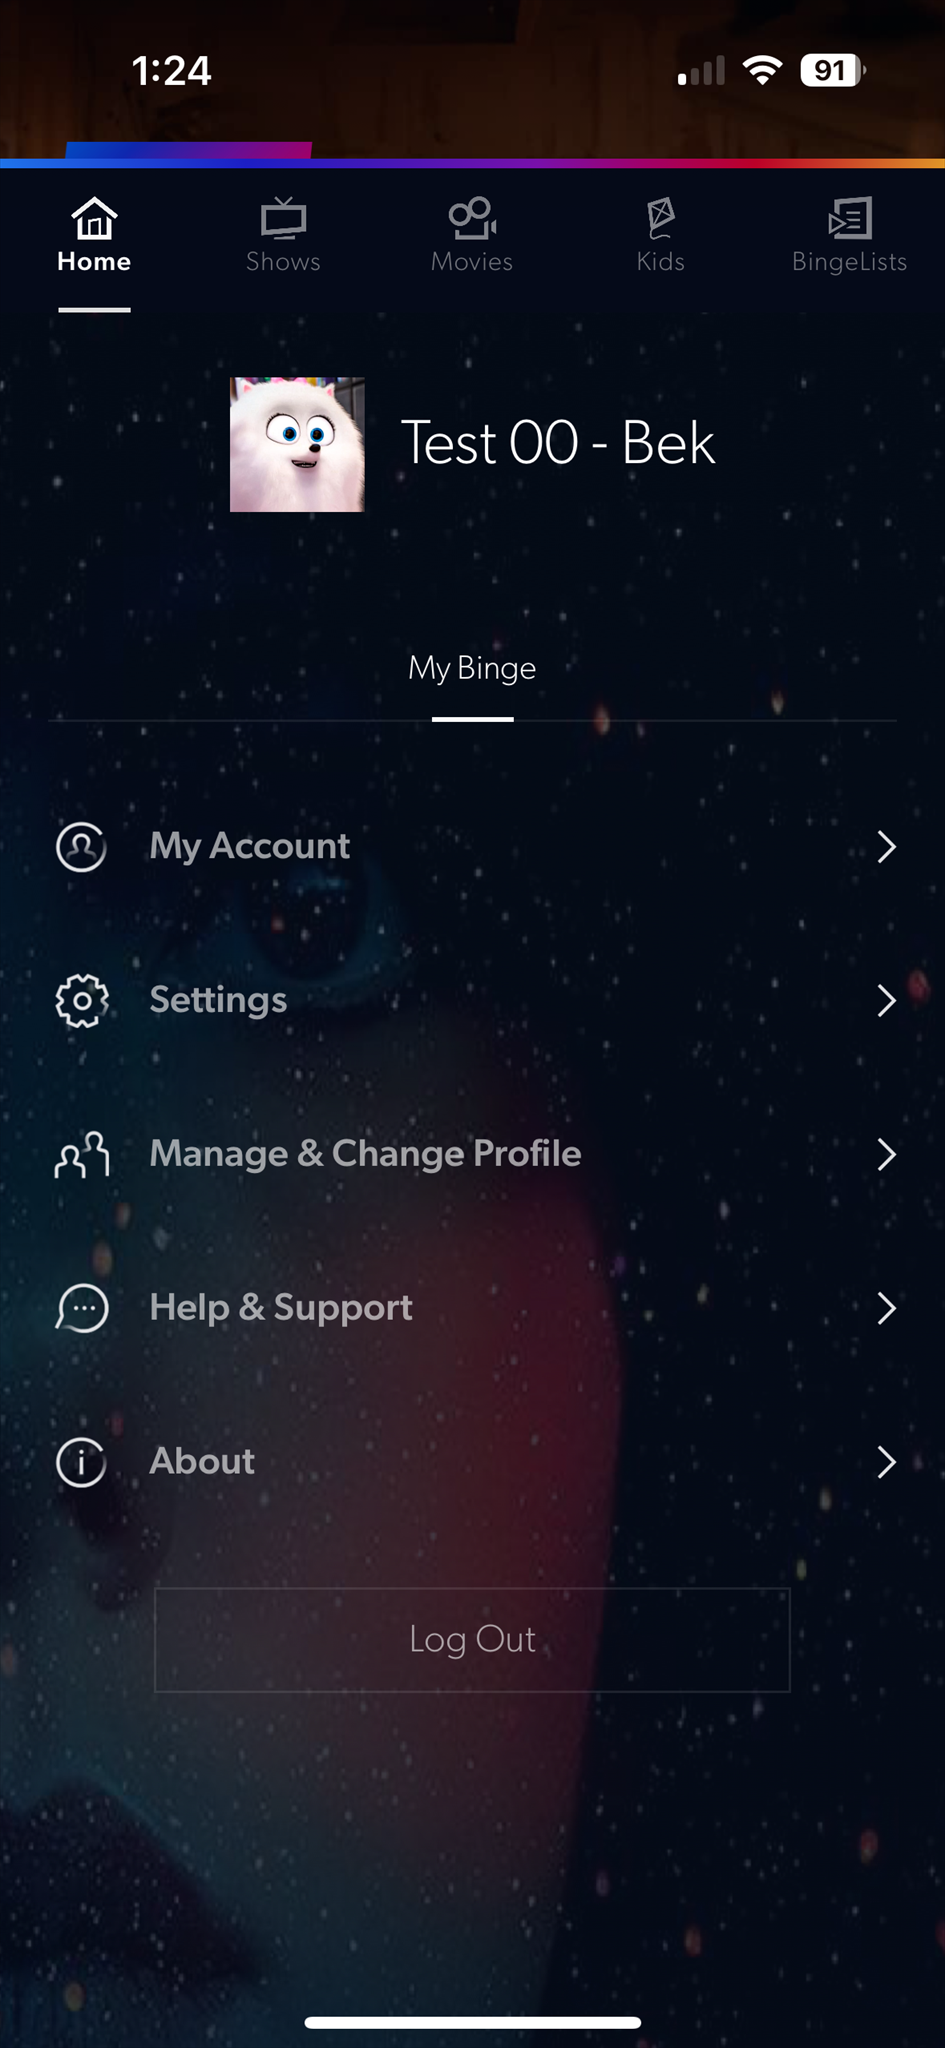 1:24
91
Home
Shows
Movies
Kids
BingeLists
Test 00 - Bek
My Binge
My Account
Settings
Manage & Change Profile
Help & Support
About
Log Out